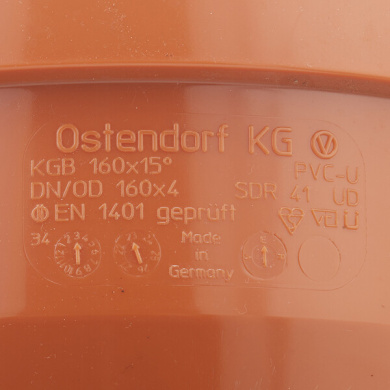 Ostendorf KG
KGB 160x15° PVC-U
DN/OD 160x4 SDR 41 UD
EN 1401 geprüft
34 Made
in
Germany